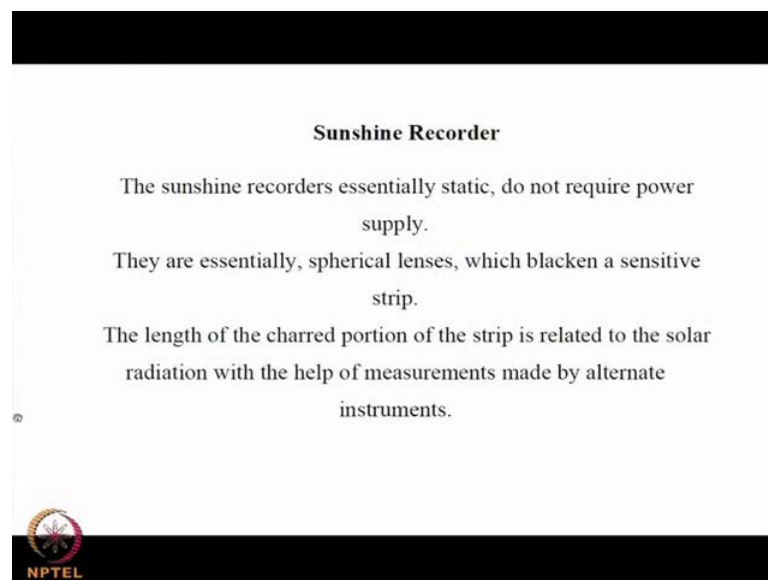 Sunshine Recorder
The sunshine recorders essentially static, do not require power
supply.
They are essentially, spherical lenses, which blacken a sensitive
strip.
The length of the charred portion of the strip is related to the solar
radiation with the help of measurements made by alternate
instruments.
NPTEL